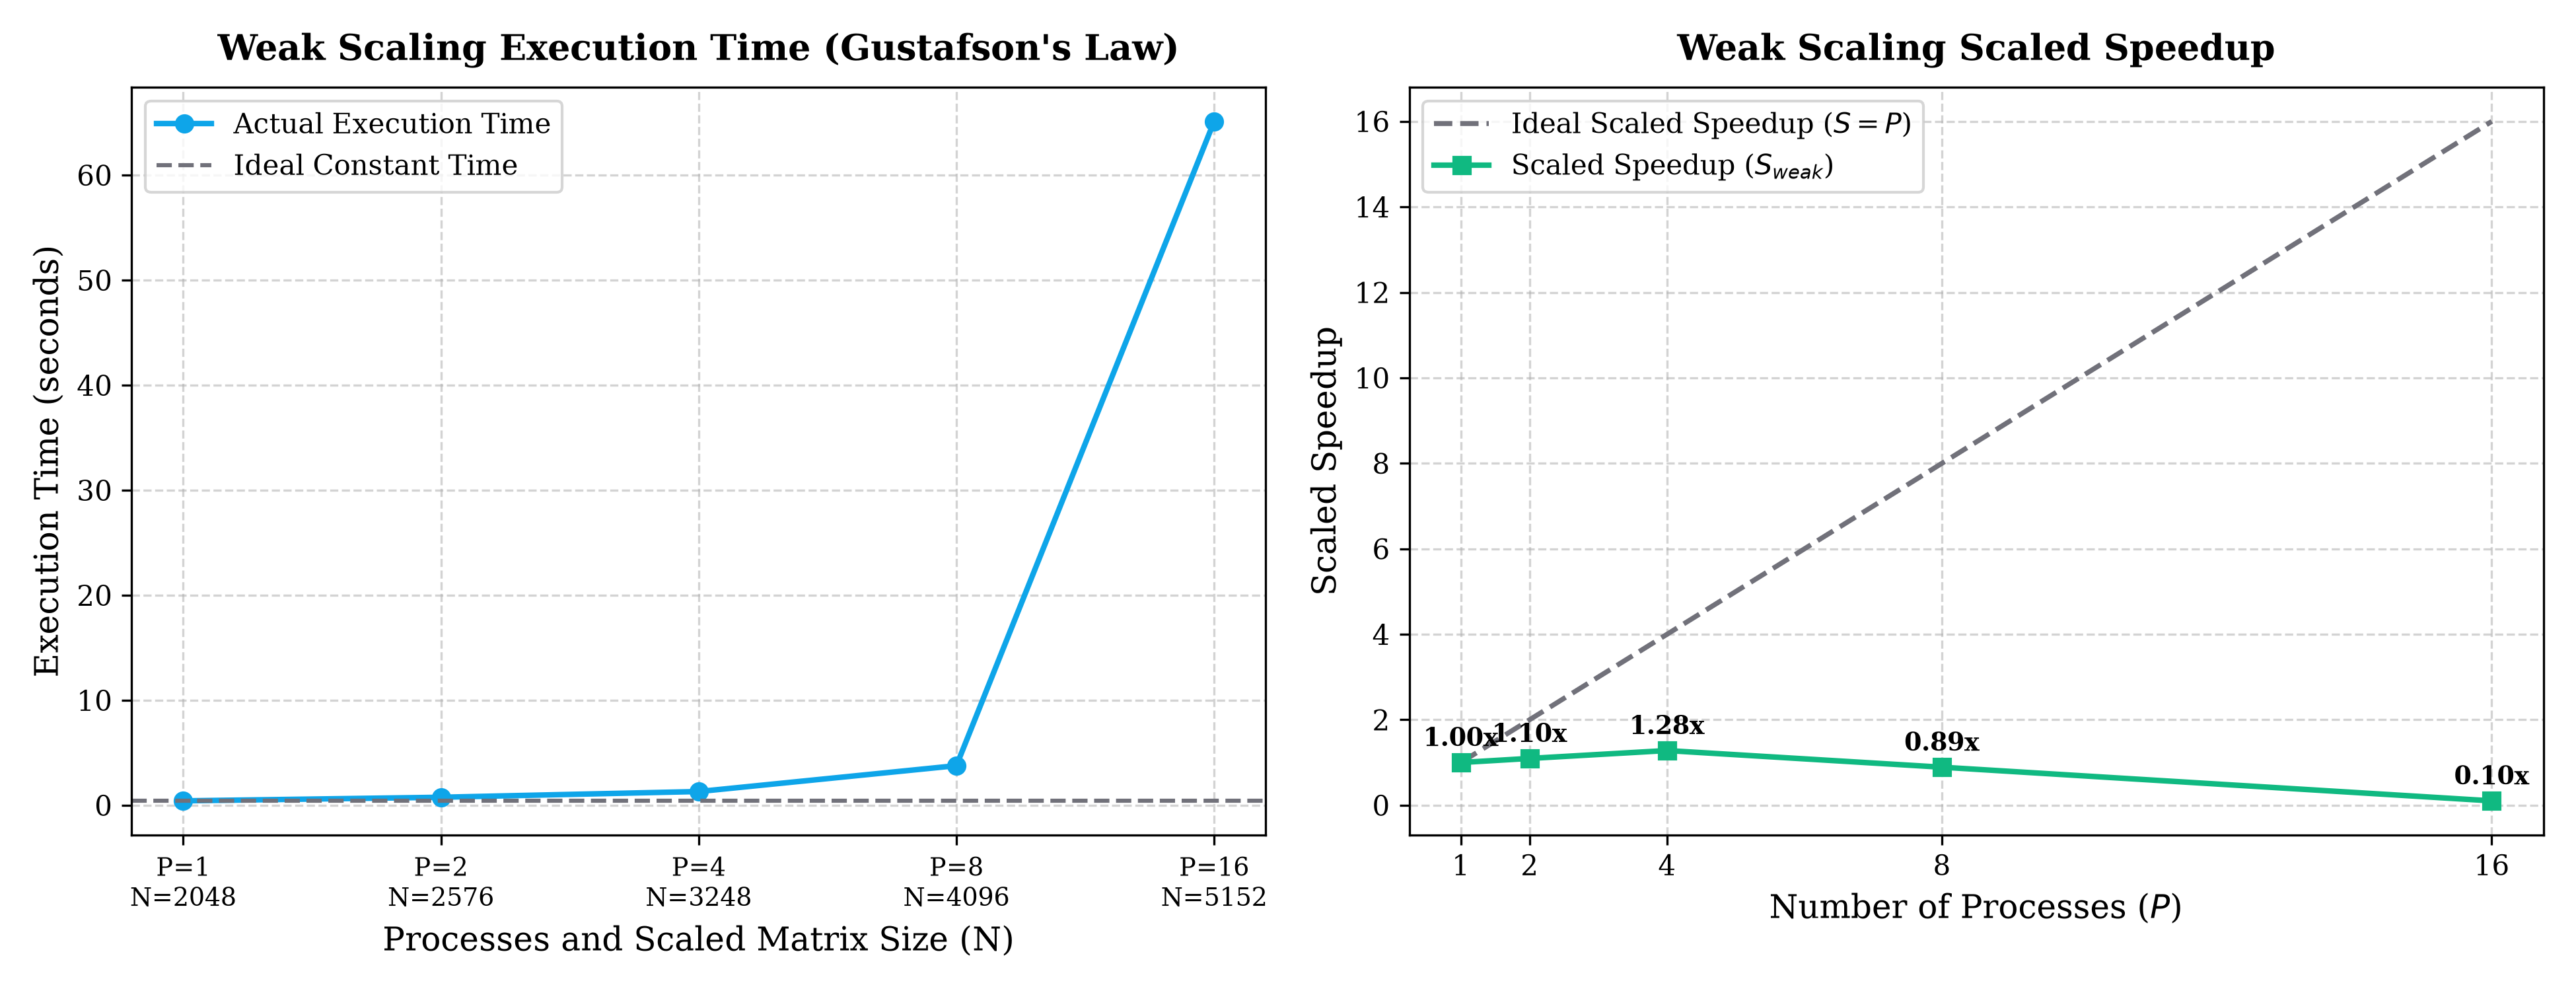 Weak Scaling Execution Time (Gustafson's Law)
Actual Execution Time
Ideal Constant Time
Execution Time (seconds)
60
50
40
30
20
10
0
P=1
N=2048
P=2
N=2576
P=4
N=3248
P=8
N=4096
P=16
N=5152
Processes and Scaled Matrix Size (N)
Weak Scaling Scaled Speedup
Ideal Scaled Speedup (S = P)
Scaled Speedup (S_weak)
Scaled Speedup
16
14
12
10
8
6
4
2
0
1.00x
1.10x
1.28x
0.89x
0.10x
1
2
4
8
16
Number of Processes (P)